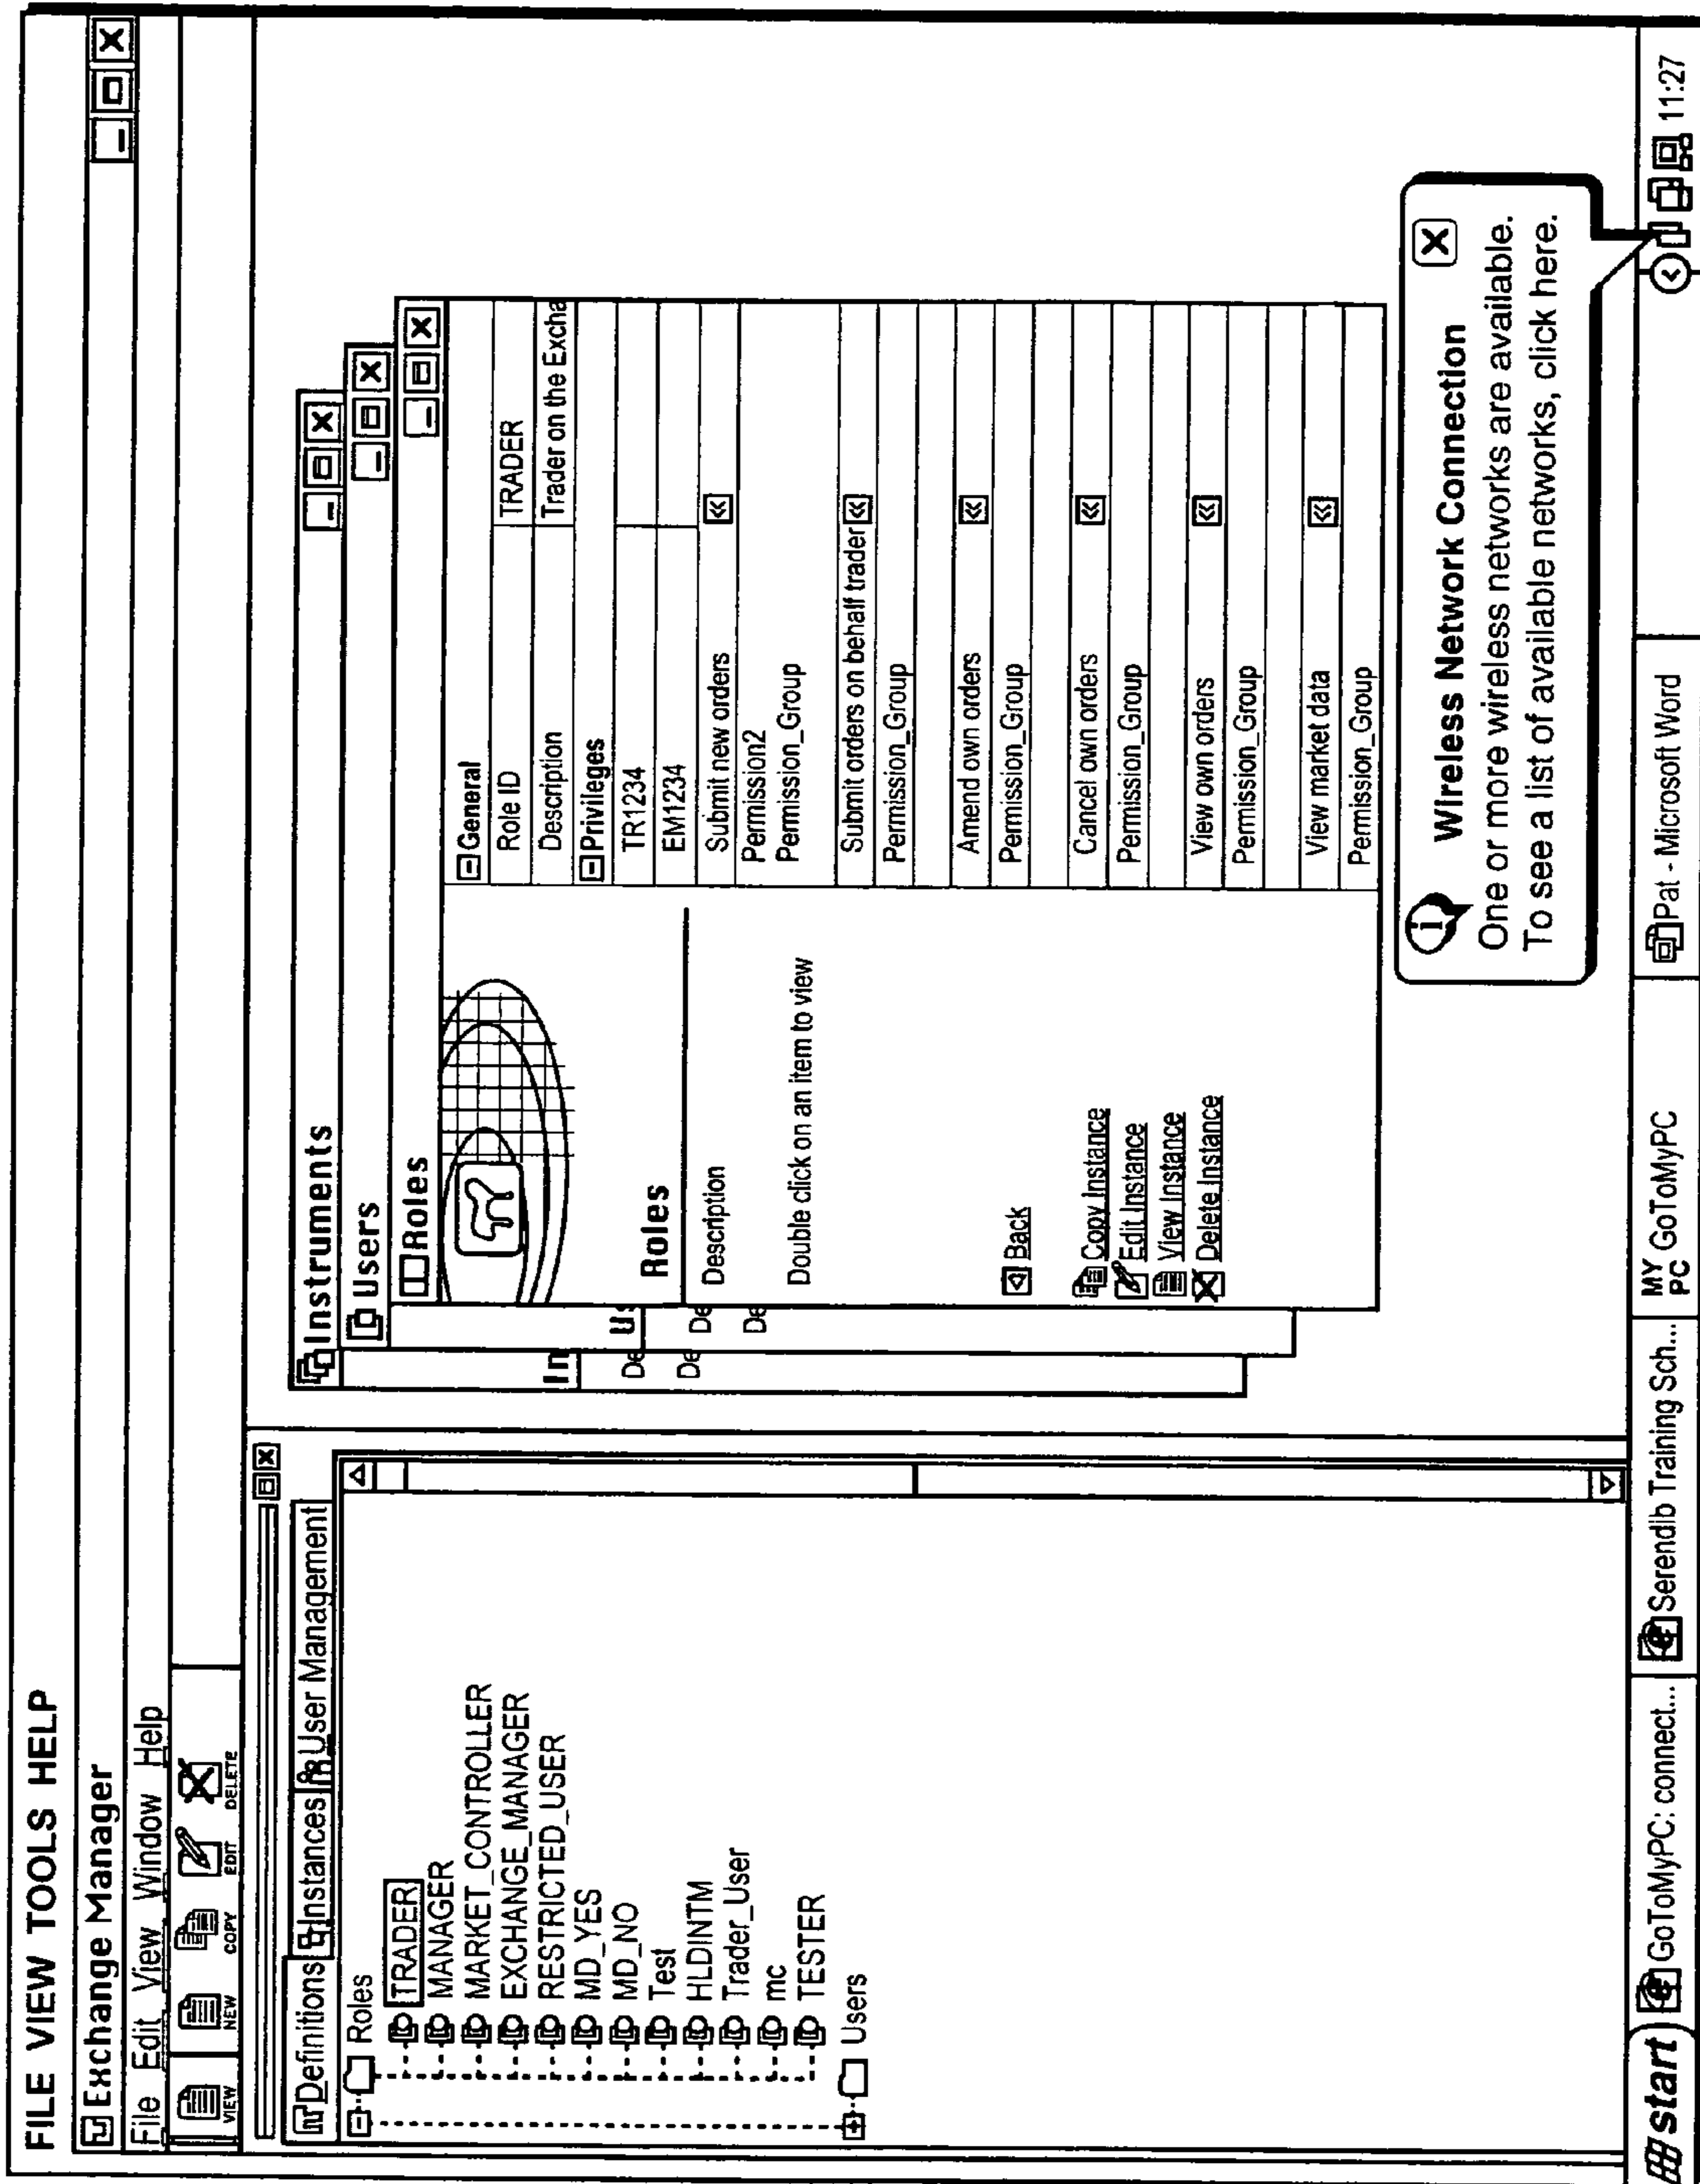 FILE VIEW TOOLS HELP
Exchange Manager
File Edit View Window Help
VIEW NEW COPY EDIT DELETE
Definitions Instances User Management
Roles
TRADER
MANAGER
MARKET_CONTROLLER
EXCHANGE_MANAGER
RESTRICTED_USER
MD_YES
MD_NO
Test
HLDINTM
Trader_User
mc
TESTER
Users
Instruments
In
De
De
Users
Us
De
De
Roles
Roles
Description
Double click on an item to view
Back
Copy Instance
Edit Instance
View Instance
Delete Instance
General
Role ID TRADER
Description Trader on the Excha
Privileges
TR1234
EM1234
Submit new orders
Permission2
Permission_Group
Submit orders on behalf trader
Permission_Group
Amend own orders
Permission_Group
Cancel own orders
Permission_Group
View own orders
Permission_Group
View market data
Permission_Group
Wireless Network Connection
One or more wireless networks are available.
To see a list of available networks, click here.
start GoToMyPC: connect... Serendib Training Sch... MY PC GoToMyPC Pat - Microsoft Word 11:27